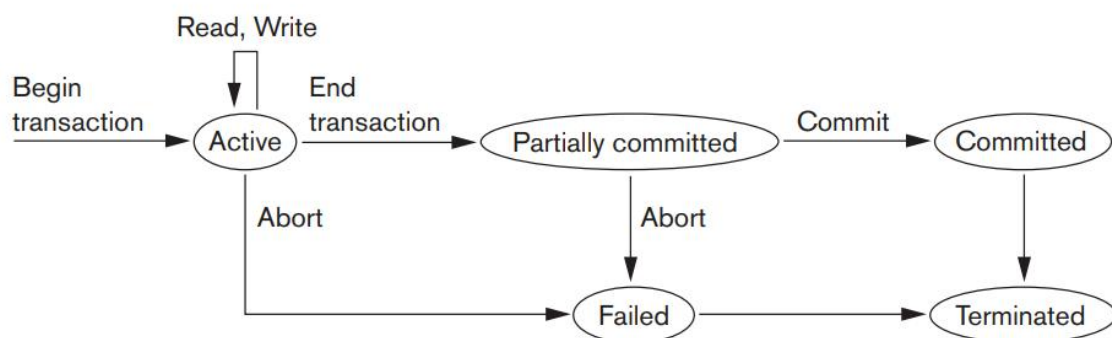 Read, Write
Begin
transaction
End
transaction
Active
Partially committed
Commit
Committed
Abort
Abort
Failed
Terminated